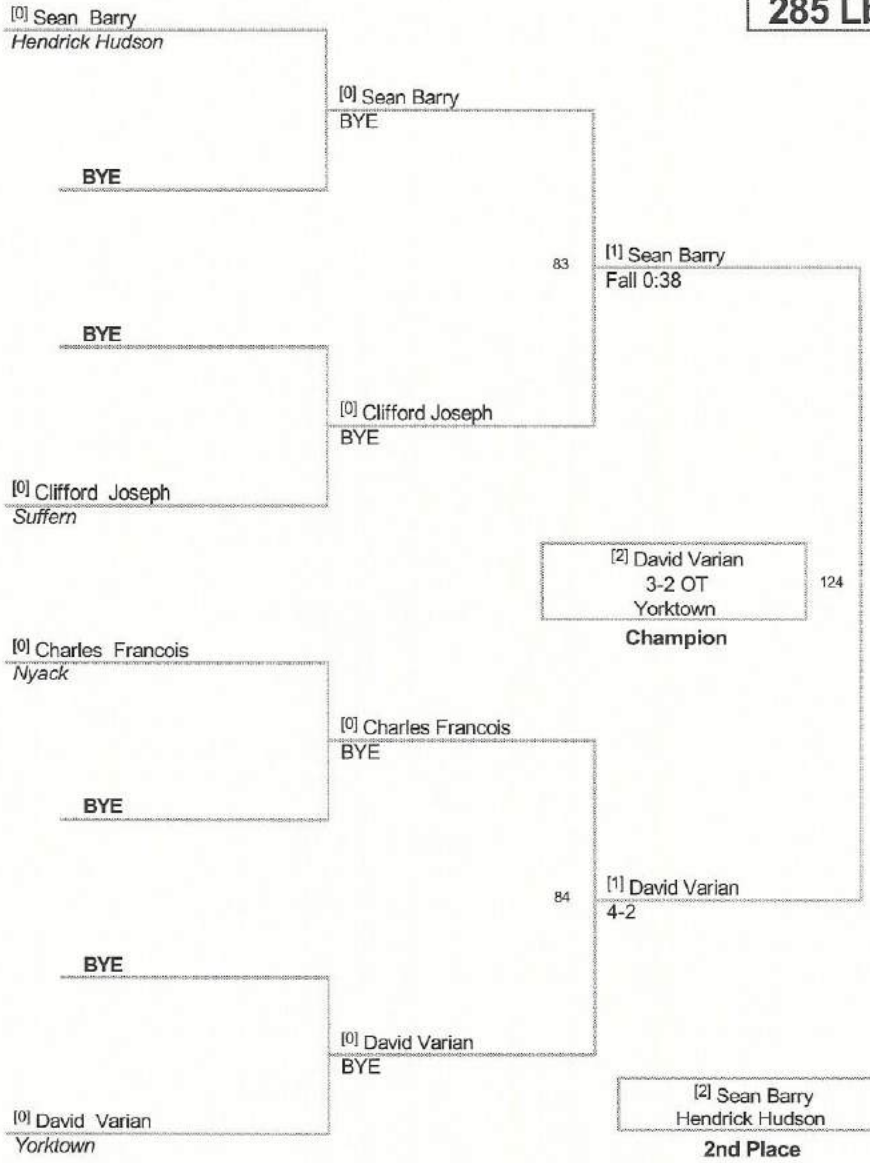 285 Lb
[0] Sean Barry
Hendrick Hudson
[0] Sean Barry
BYE
BYE
83
[1] Sean Barry
Fall 0:38
BYE
[0] Clifford Joseph
BYE
[0] Clifford Joseph
Suffern
[2] David Varian
3-2 OT
Yorktown
Champion
124
[0] Charles Francois
Nyack
[0] Charles Francois
BYE
BYE
84
[1] David Varian
4-2
BYE
[0] David Varian
BYE
[0] David Varian
Yorktown
[2] Sean Barry
Hendrick Hudson
2nd Place